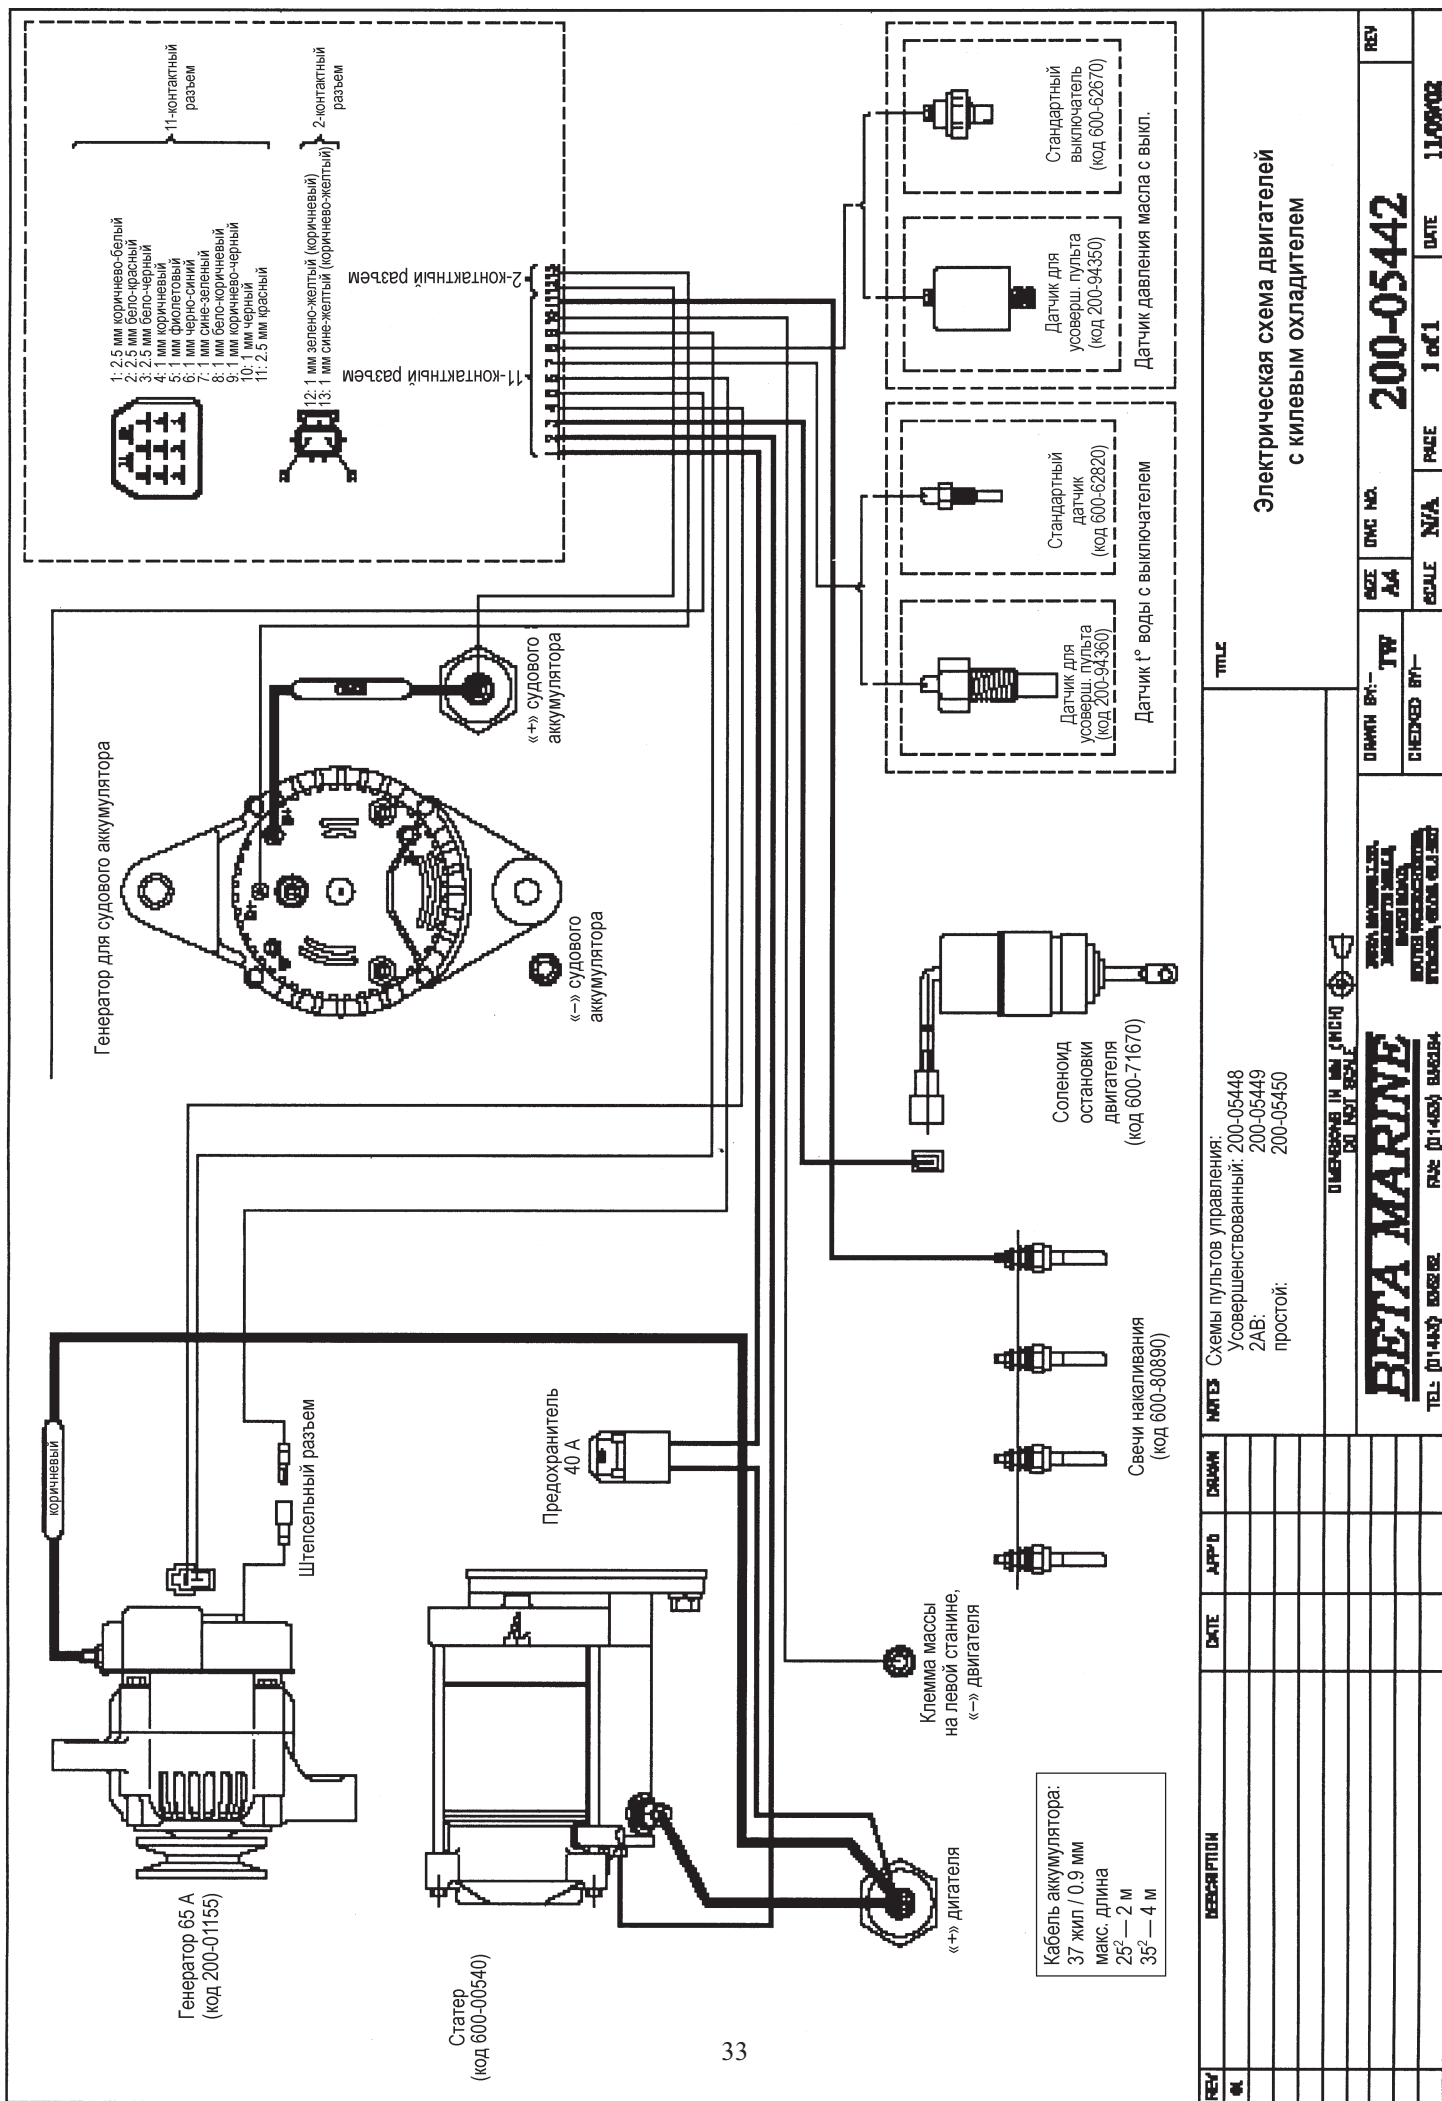 Генератор 65 А
(код 200-01155)
коричневый
Штепсельный разъем
Генератор для судового аккумулятора
«+» судового
аккумулятора
«–» судового
аккумулятора
1: 2.5 мм коричнево-белый
2: 2.5 мм бело-красный
3: 2.5 мм бело-черный
4: 1 мм коричневый
5: 1 мм фиолетовый
6: 1 мм черно-синий
7: 1 мм сине-зеленый
8: 1 мм бело-коричневый
9: 1 мм коричнево-черный
10: 1 мм черный
11: 2.5 мм красный
11-контактный
разъем
12: 1 мм зелено-желтый (коричневый)
13: 1 мм сине-желтый (коричнево-желтый)
2-контактный
разъем
2-контактный разъем
11-контактный разъем
Статер
(код 600-00540)
Предохранитель
40 А
«+» дигателя
Клемма массы
на левой станине,
«–» двигателя
Кабель аккумулятора:
37 жил / 0.9 мм
макс. длина
25² — 2 м
35² — 4 м
Свечи накаливания
(код 600-80890)
Соленоид
остановки
двигателя
(код 600-71670)
Датчик для
усоверш. пульта
(код 200-94360)
Стандартный
датчик
(код 600-62820)
Датчик t° воды с выключателем
Датчик для
усоверш. пульта
(код 200-94350)
Стандартный
выключатель
(код 600-62670)
Датчик давления масла с выкл.
REV
DESCRIPTION
DATE
APP'D
DRAWN
NOTES
Схемы пультов управления:
Усовершенствованный: 200-05448
2АВ: 200-05449
простой: 200-05450
DIMENSIONS IN MM (INCH)
DO NOT SCALE
TITLE
Электрическая схема двигателей
с килевым охладителем
BETA MARINE
DRAWN BY:- TW
CHECKED BY:-
SIZE
A4
DWG NO.
200-05442
REV
SCALE N/A
PAGE 1 of 1
DATE 11/09/02
33